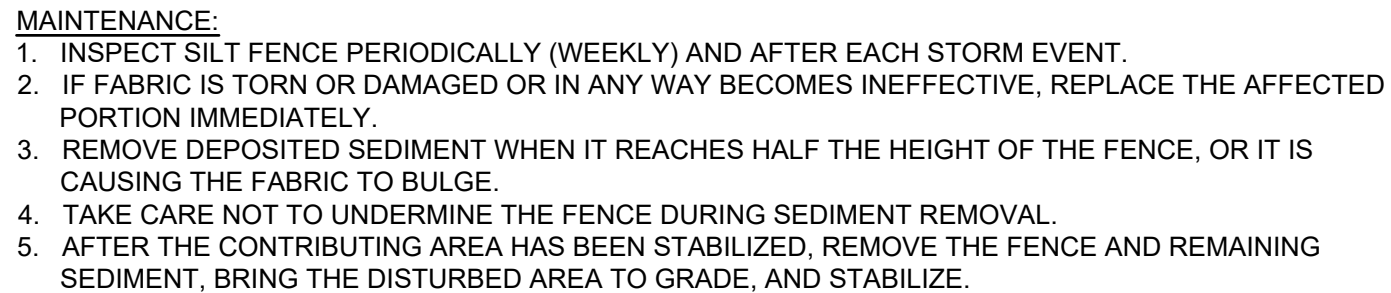 MAINTENANCE:
1. INSPECT SILT FENCE PERIODICALLY (WEEKLY) AND AFTER EACH STORM EVENT.
2. IF FABRIC IS TORN OR DAMAGED OR IN ANY WAY BECOMES INEFFECTIVE, REPLACE THE AFFECTED
PORTION IMMEDIATELY.
3. REMOVE DEPOSITED SEDIMENT WHEN IT REACHES HALF THE HEIGHT OF THE FENCE, OR IT IS
CAUSING THE FABRIC TO BULGE.
4. TAKE CARE NOT TO UNDERMINE THE FENCE DURING SEDIMENT REMOVAL.
5. AFTER THE CONTRIBUTING AREA HAS BEEN STABILIZED, REMOVE THE FENCE AND REMAINING
SEDIMENT, BRING THE DISTURBED AREA TO GRADE, AND STABILIZE.